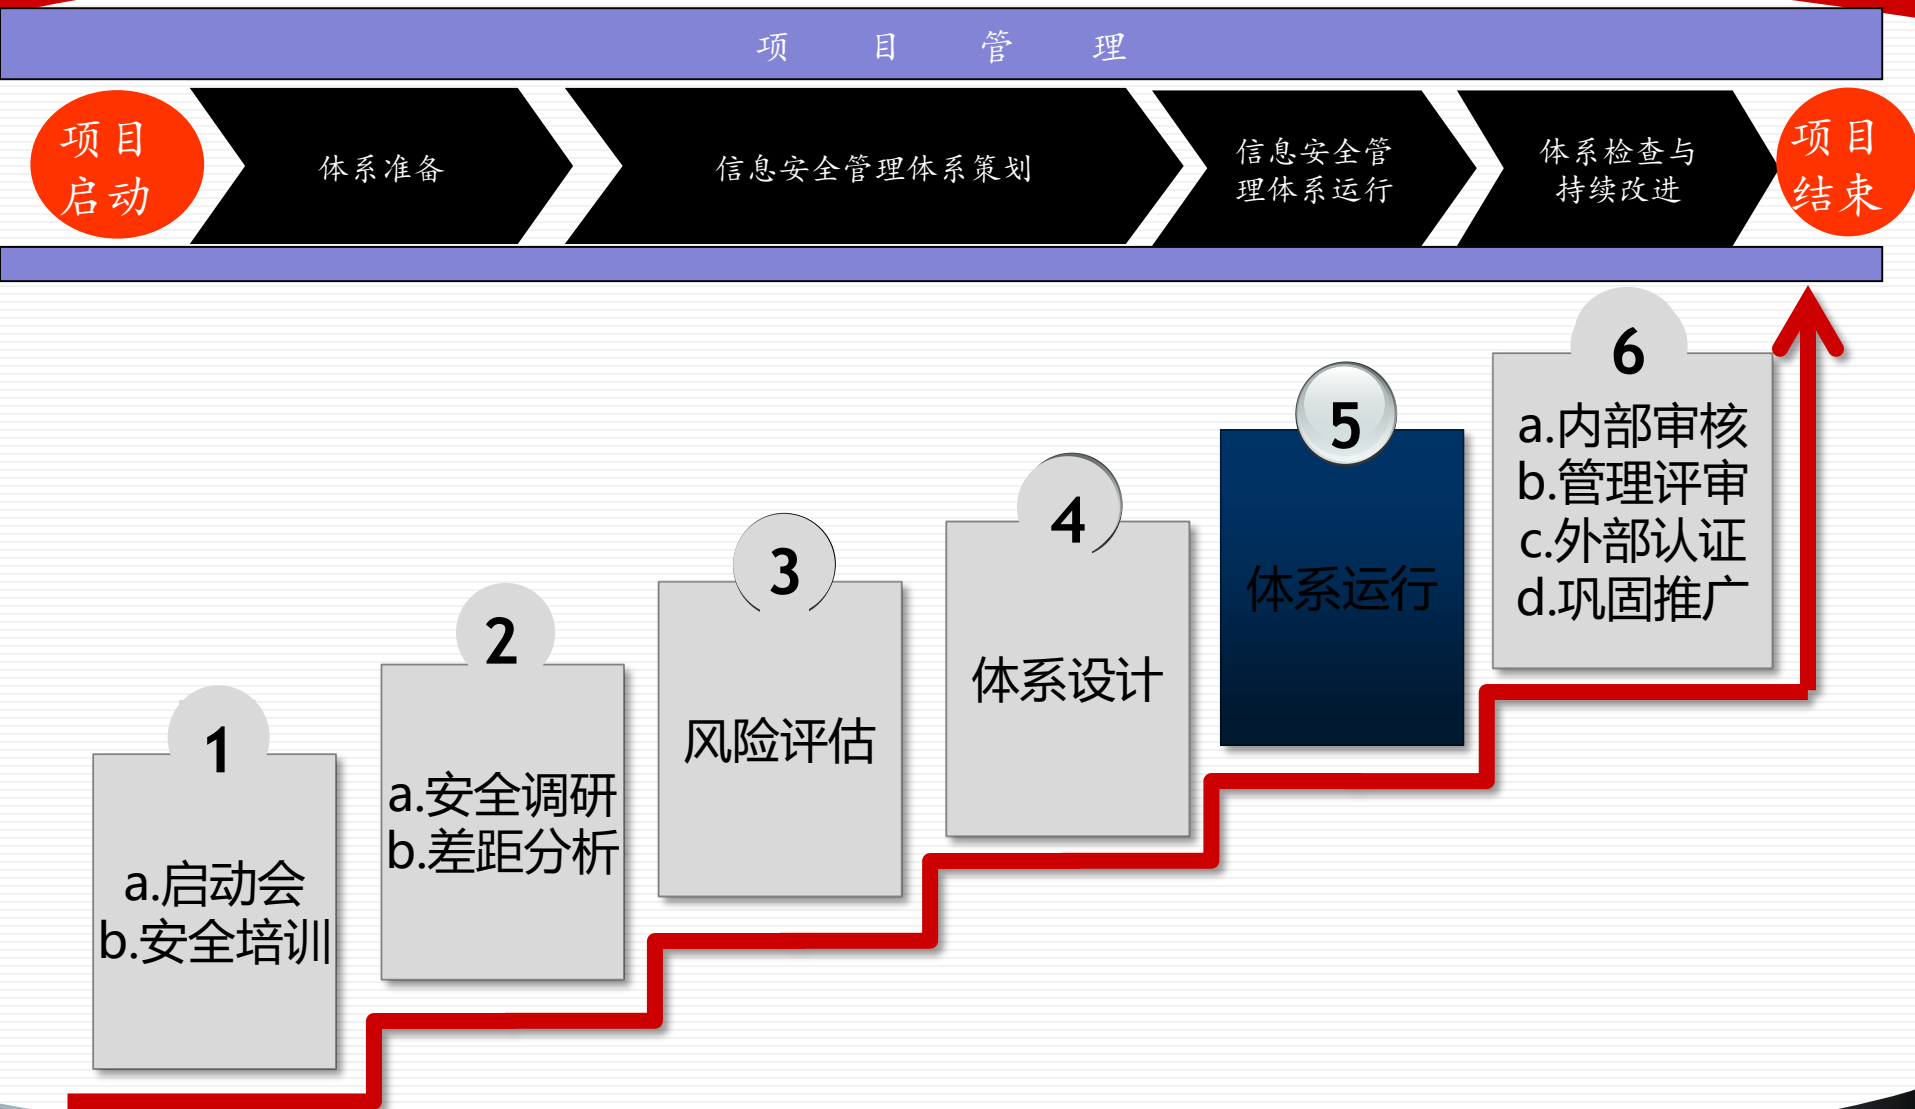 项 目 管 理
项目
启动
体系准备
信息安全管理体系策划
信息安全管
理体系运行
体系检查与
持续改进
项目
结束
1
a.启动会
b.安全培训
2
a.安全调研
b.差距分析
3
风险评估
4
体系设计
5
体系运行
6
a.内部审核
b.管理评审
c.外部认证
d.巩固推广